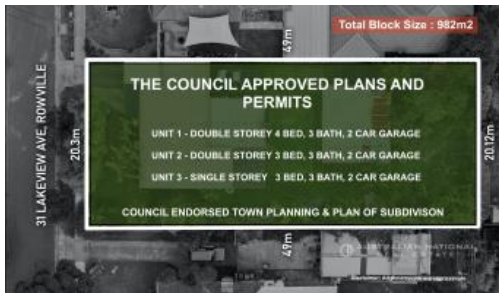 Total Block Size : 982m2
49m
THE COUNCIL APPROVED PLANS AND
PERMITS
UNIT 1 - DOUBLE STOREY 4 BED, 3 BATH, 2 CAR GARAGE
UNIT 2 - DOUBLE STOREY 3 BED, 3 BATH, 2 CAR GARAGE
UNIT 3 - SINGLE STOREY 3 BED, 3 BATH, 2 CAR GARAGE
COUNCIL ENDORSED TOWN PLANNING & PLAN OF SUBDIVISON
31 LAKEVIEW AVE, ROWVILLE
20.3m
20.12m
49m
AUSTRALIAN NATIONAL
REAL ESTATE